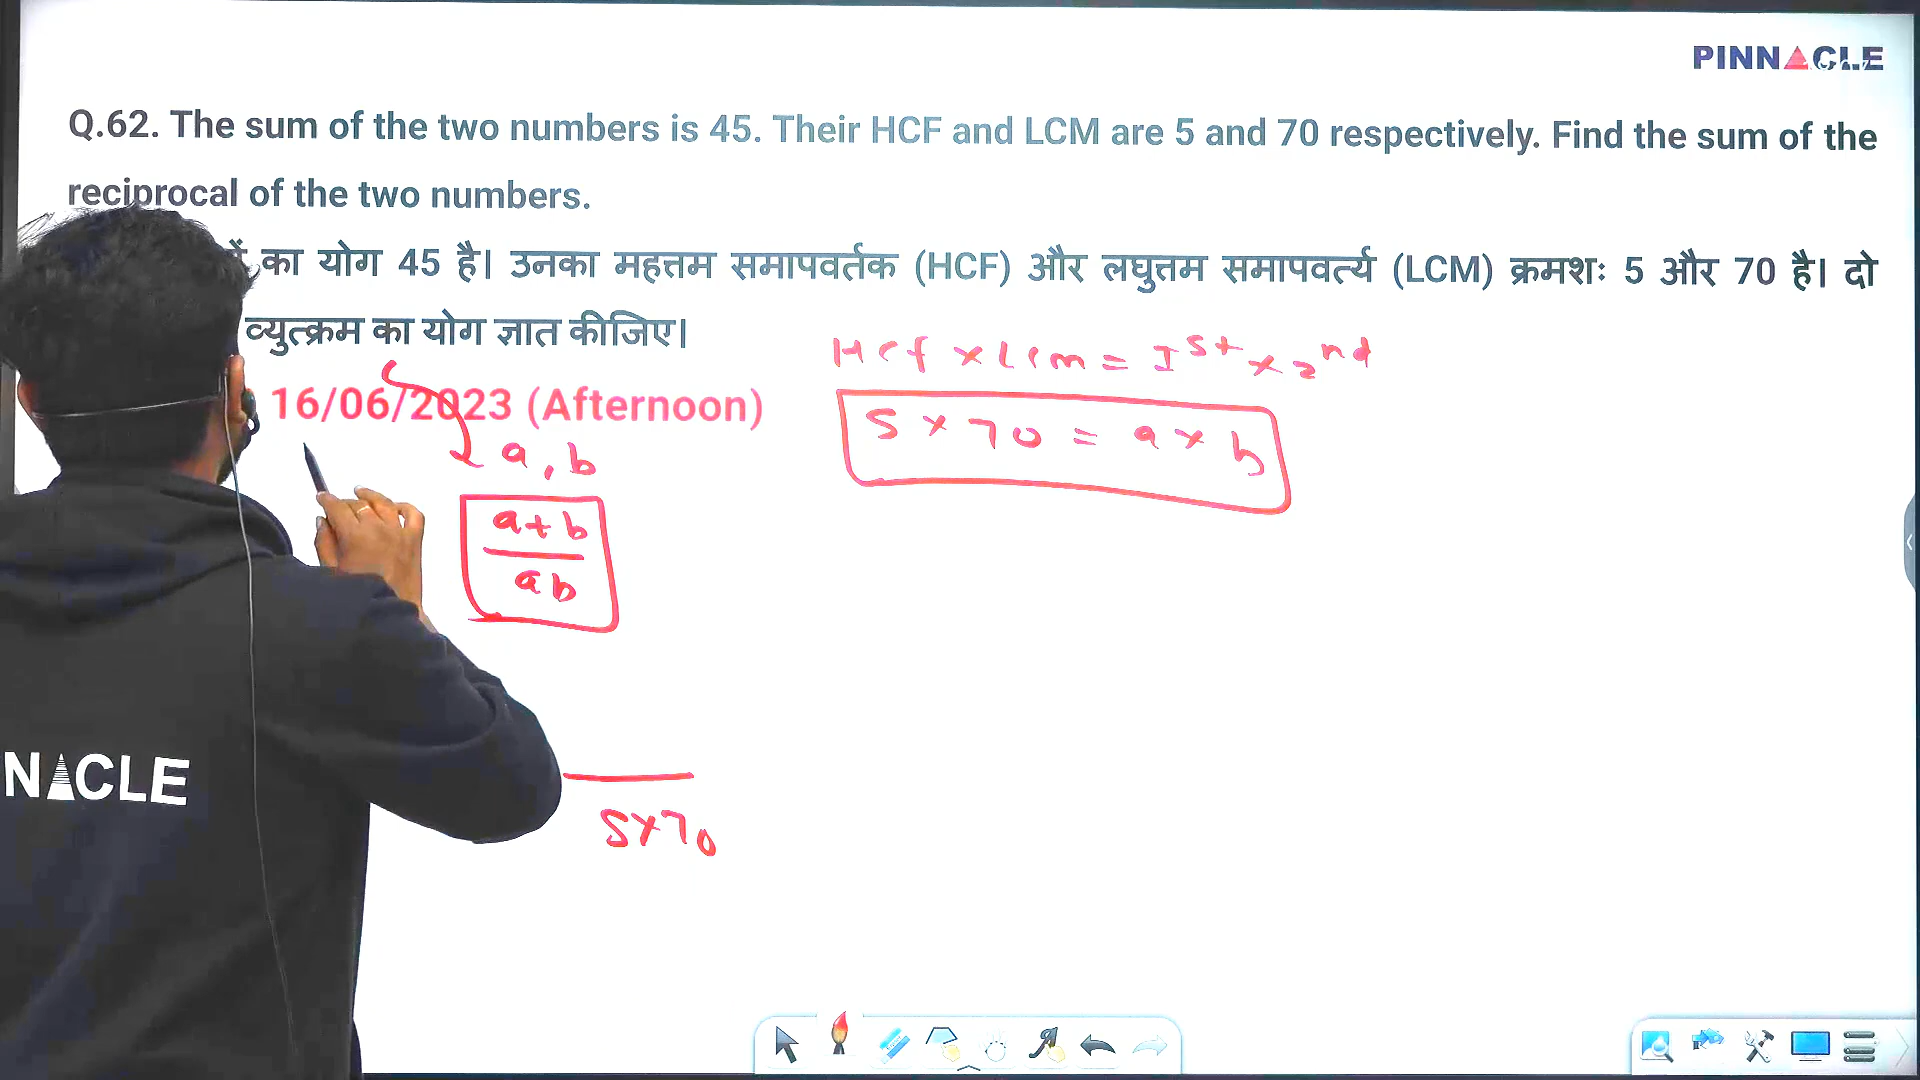 PINNACLE
Q.62. The sum of the two numbers is 45. Their HCF and LCM are 5 and 70 respectively. Find the sum of the
reciprocal of the two numbers.
का योग 45 है। उनका महत्तम समापवर्तक (HCF) और लघुत्तम समापवर्त्य (LCM) क्रमशः 5 और 70 है। दो
व्युत्क्रम का योग ज्ञात कीजिए।
HCf × LCm = Ist × 2nd
16/06/2023 (Afternoon)
5 × 70 = a × b
a, b
a+b
ab
NACLE
5×70